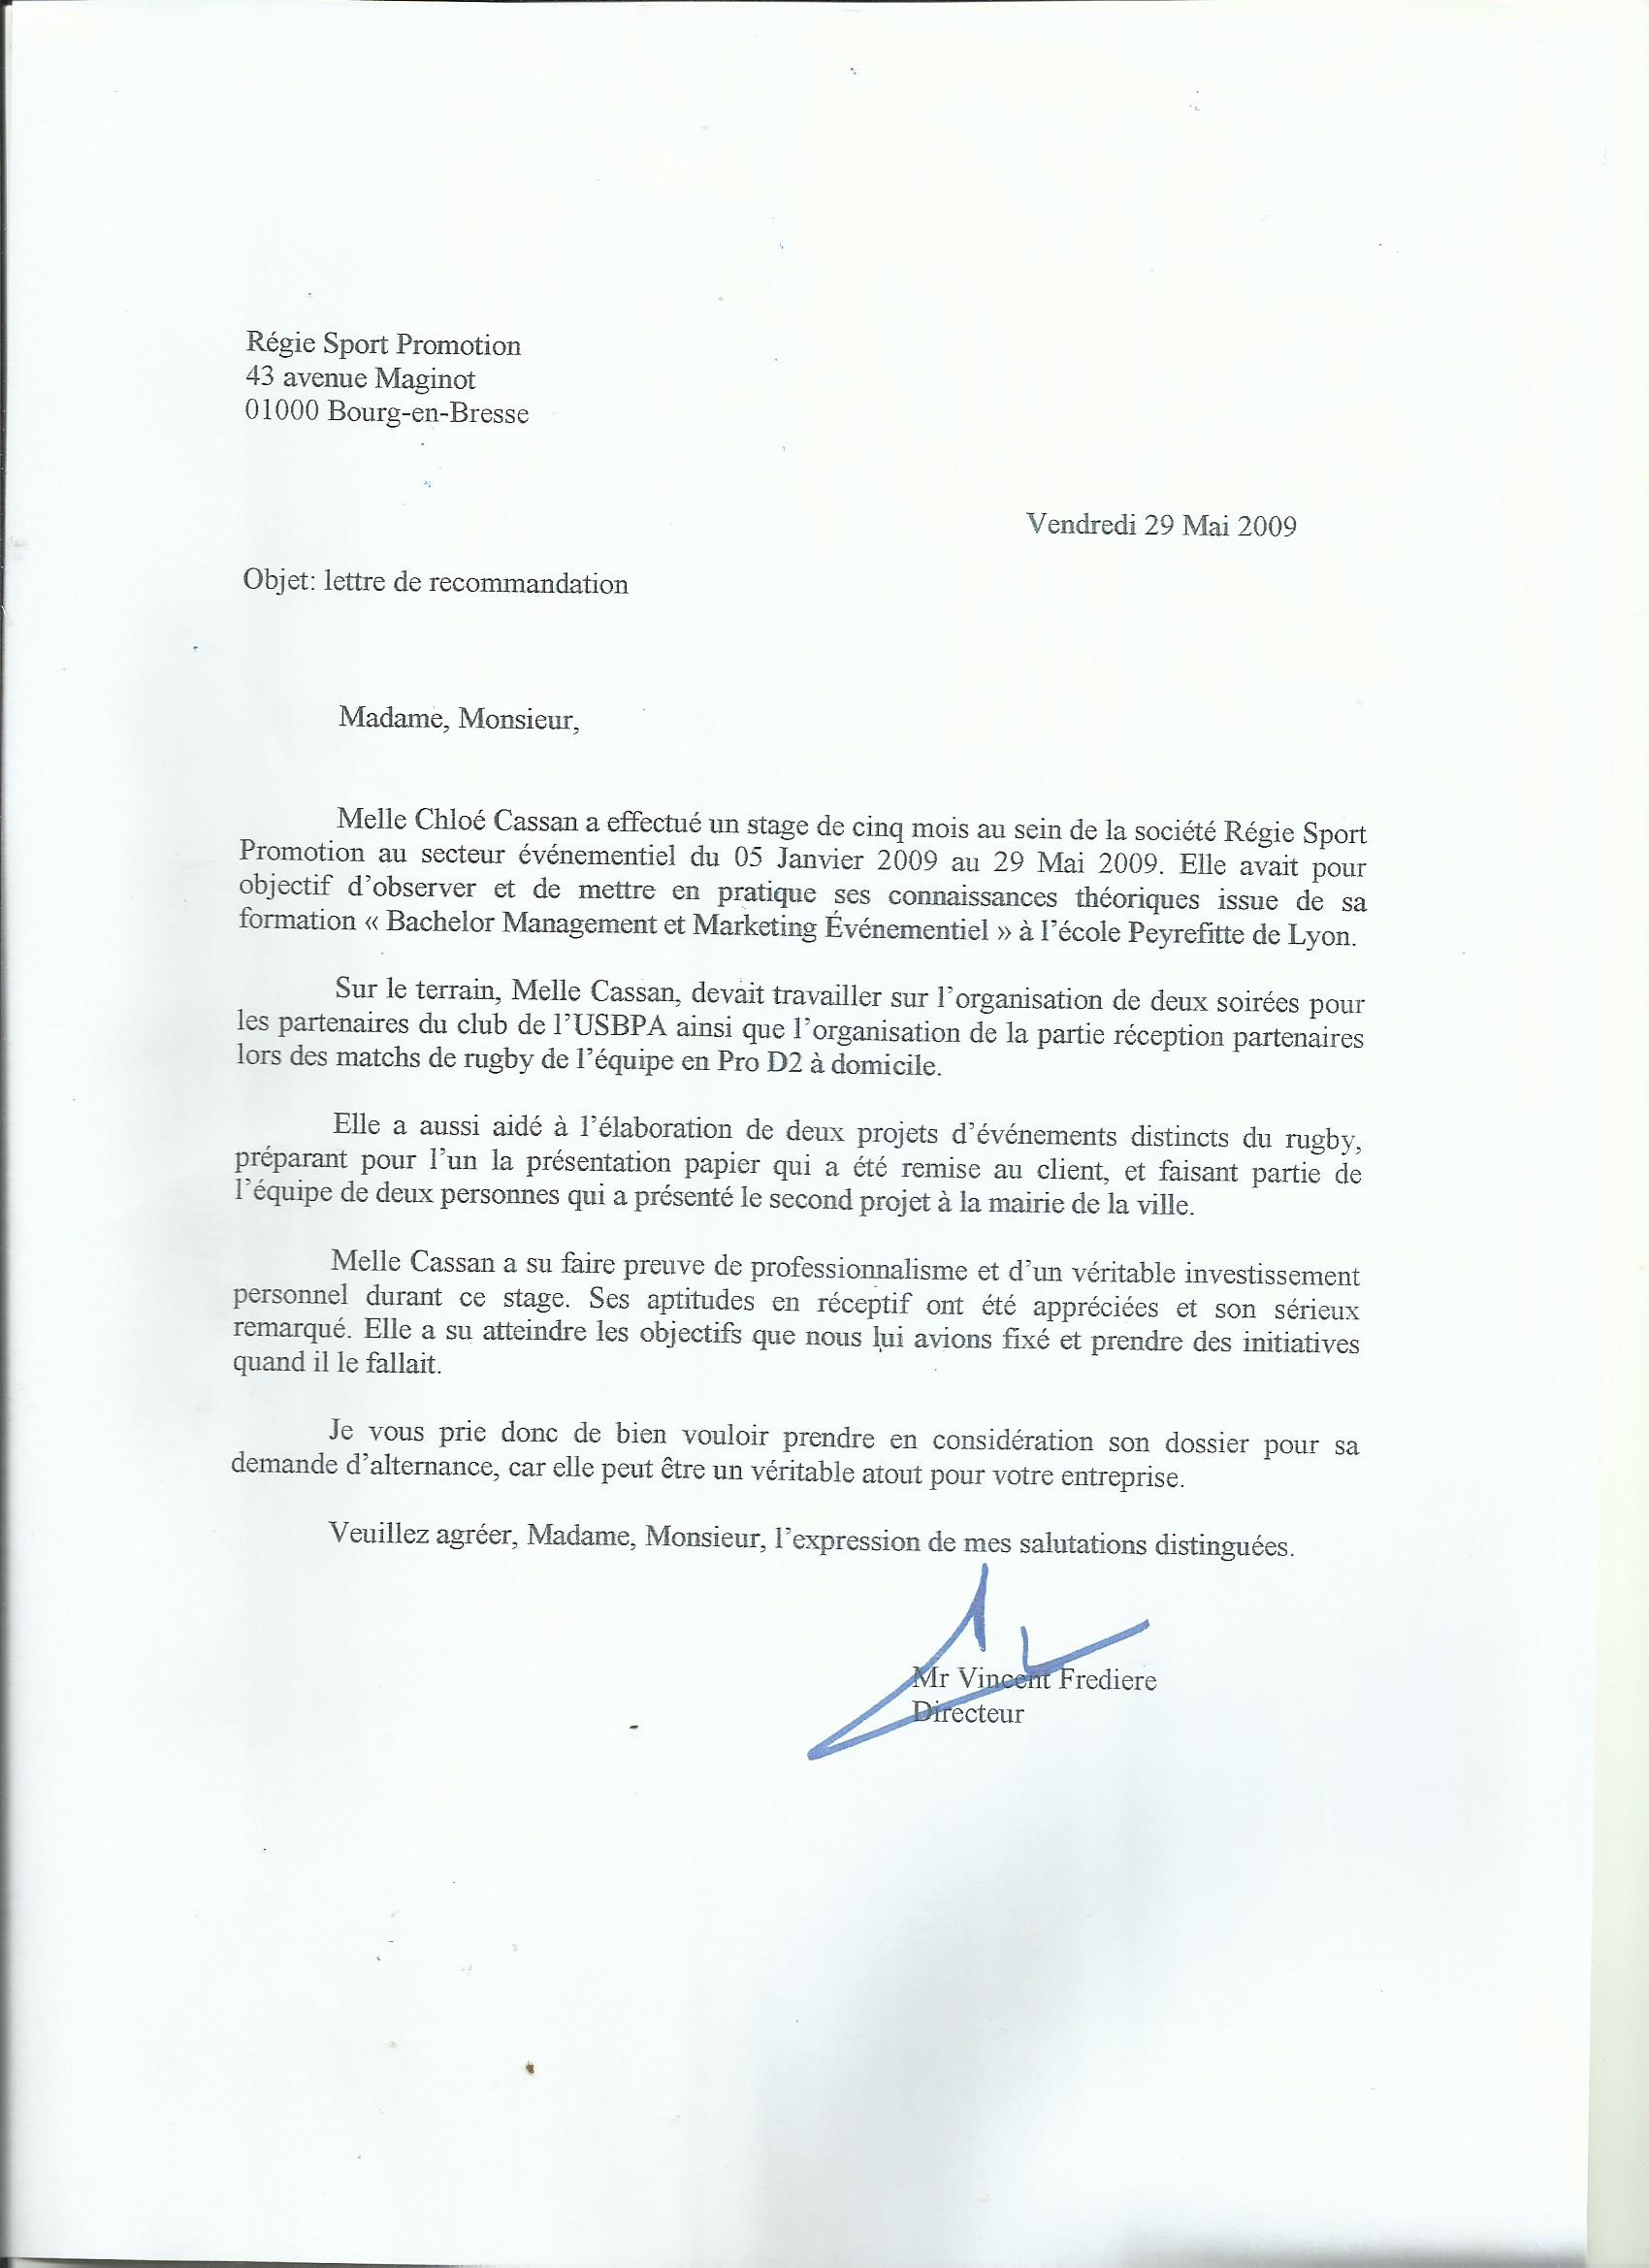 Régie Sport Promotion
43 avenue Maginot
01000 Bourg-en-Bresse
Vendredi 29 Mai 2009
Objet: lettre de recommandation
Madame, Monsieur,
Melle Chloé Cassan a effectué un stage de cinq mois au sein de la société Régie Sport
Promotion au secteur événementiel du 05 Janvier 2009 au 29 Mai 2009. Elle avait pour
objectif d'observer et de mettre en pratique ses connaissances théoriques issue de sa
formation « Bachelor Management et Marketing Événementiel » à l'école Peyrefitte de Lyon.
Sur le terrain, Melle Cassan, devait travailler sur l'organisation de deux soirées pour
les partenaires du club de l'USBPA ainsi que l'organisation de la partie réception partenaires
lors des matchs de rugby de l'équipe en Pro D2 à domicile.
Elle a aussi aidé à l'élaboration de deux projets d'événements distincts du rugby,
préparant pour l'un la présentation papier qui a été remise au client, et faisant partie de
l'équipe de deux personnes qui a présenté le second projet à la mairie de la ville.
Melle Cassan a su faire preuve de professionnalisme et d'un véritable investissement
personnel durant ce stage. Ses aptitudes en réceptif ont été appréciées et son sérieux
remarqué. Elle a su atteindre les objectifs que nous lui avions fixé et prendre des initiatives
quand il le fallait.
Je vous prie donc de bien vouloir prendre en considération son dossier pour sa
demande d'alternance, car elle peut être un véritable atout pour votre entreprise.
Veuillez agréer, Madame, Monsieur, l'expression de mes salutations distinguées.
Mr Vincent Frediere
Directeur